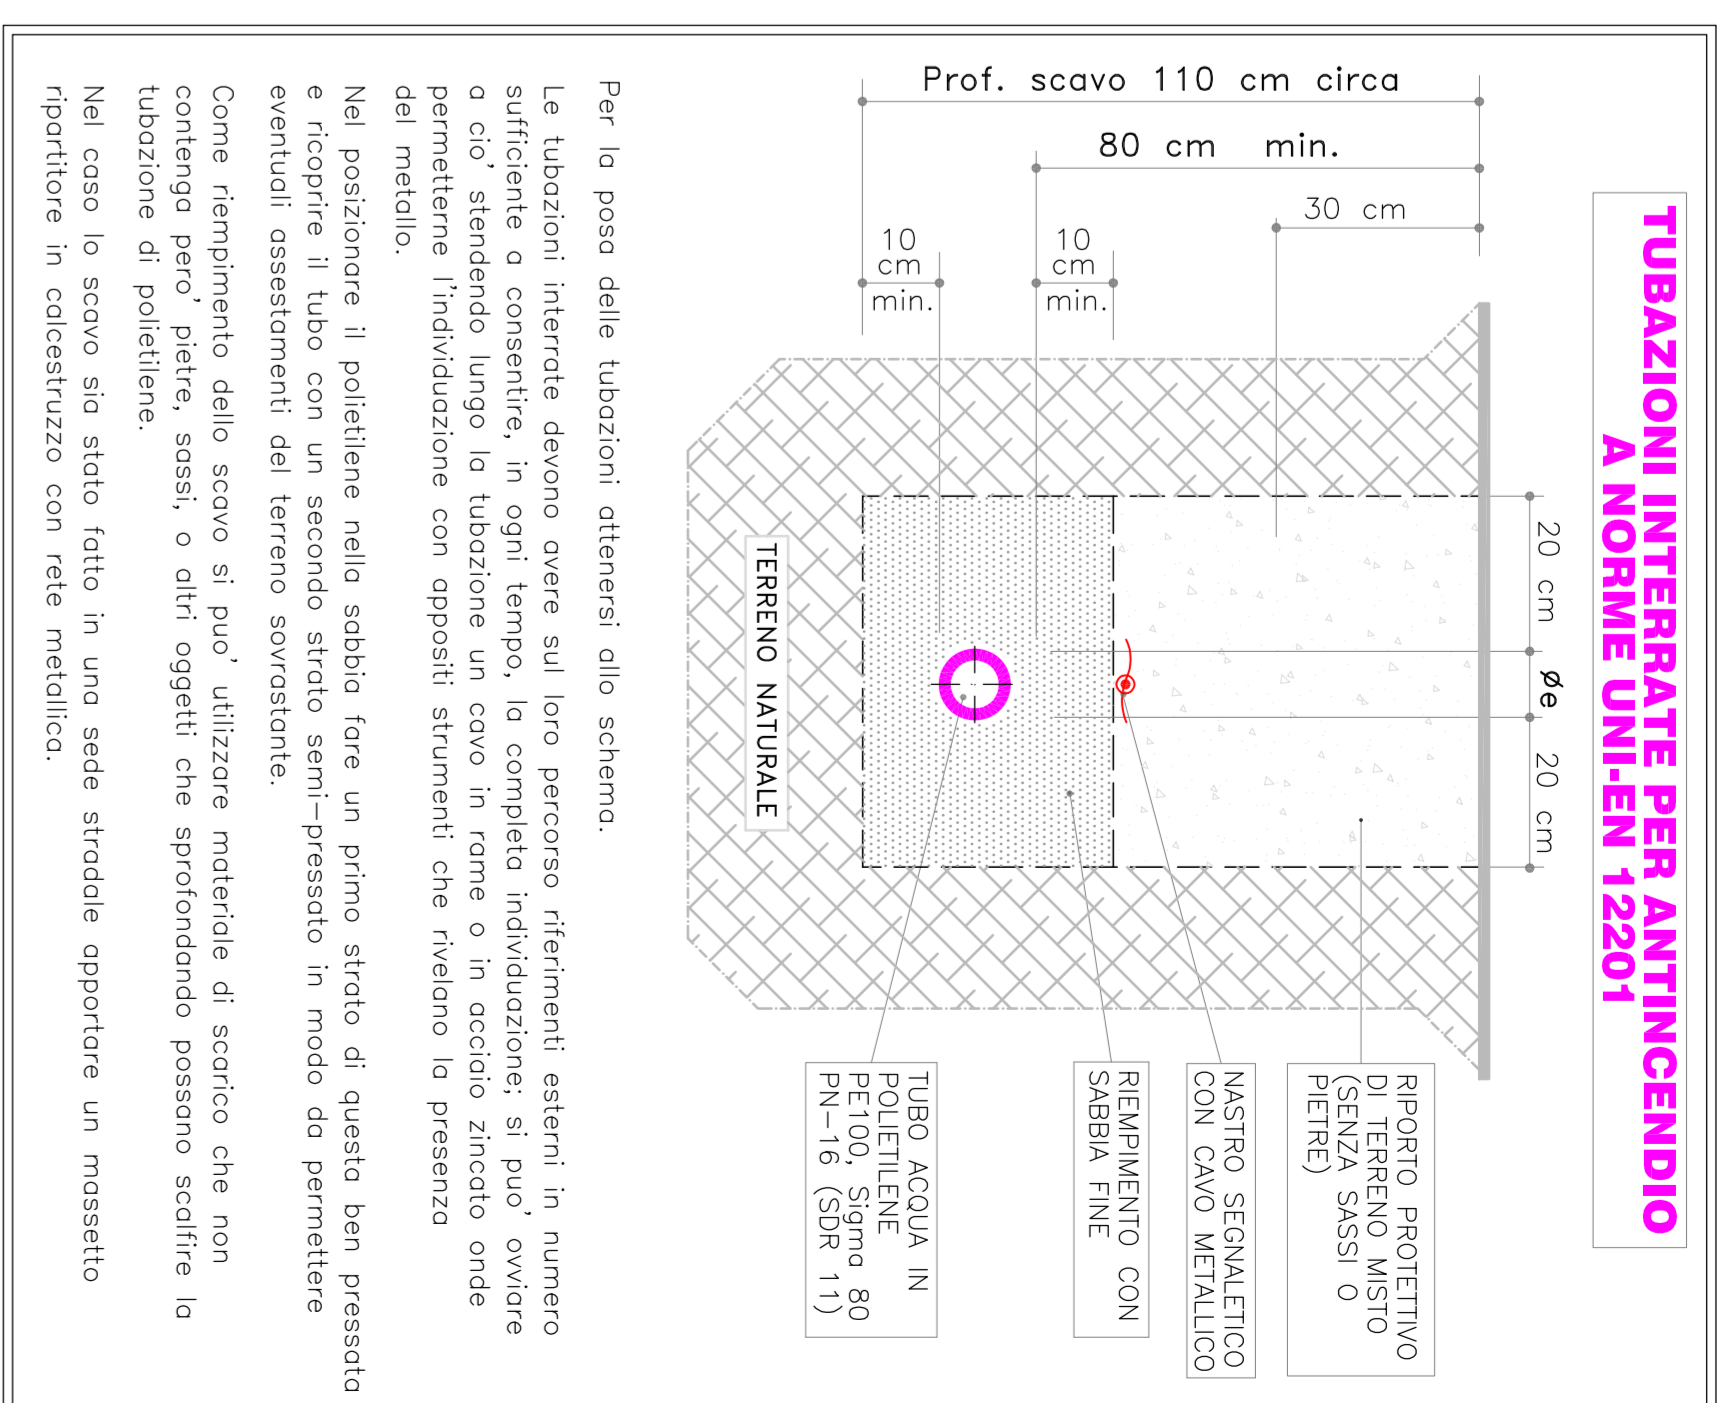 TUBAZIONI INTERRATE PER ANTINCENDIO
A NORME UNI-EN 12201
Prof. scavo 110 cm circa
80 cm min.
30 cm
10
cm
min.
10
cm
min.
20 cm
Øe
20 cm
RIPORTO PROTETTIVO
DI TERRENO MISTO
(SENZA SASSI O
PIETRE)
NASTRO SEGNALETICO
CON CAVO METALLICO
RIEMPIMENTO CON
SABBIA FINE
TUBO ACQUA IN
POLIETILENE
PE100, Sigma 80
PN-16 (SDR 11)
TERRENO NATURALE
Per la posa delle tubazioni attenersi allo schema.
Le tubazioni interrate devono avere sul loro percorso riferimenti esterni in numero
sufficiente a consentire, in ogni tempo, la completa individuazione; si puo' ovviare
a cio' stendendo lungo la tubazione un cavo in rame o in acciaio zincato onde
permetterne l'individuazione con appositi strumenti che rivelano la presenza
del metallo.
Nel posizionare il polietilene nella sabbia fare un primo strato di questa ben pressata
e ricoprire il tubo con un secondo strato semi-pressato in modo da permettere
eventuali assestamenti del terreno sovrastante.
Come riempimento dello scavo si puo' utilizzare materiale di scarico che non
contenga pero' pietre, sassi, o altri oggetti che sprofondando possano scalfire la
tubazione di polietilene.
Nel caso lo scavo sia stato fatto in una sede stradale apportare un massetto
ripartitore in calcestruzzo con rete metallica.